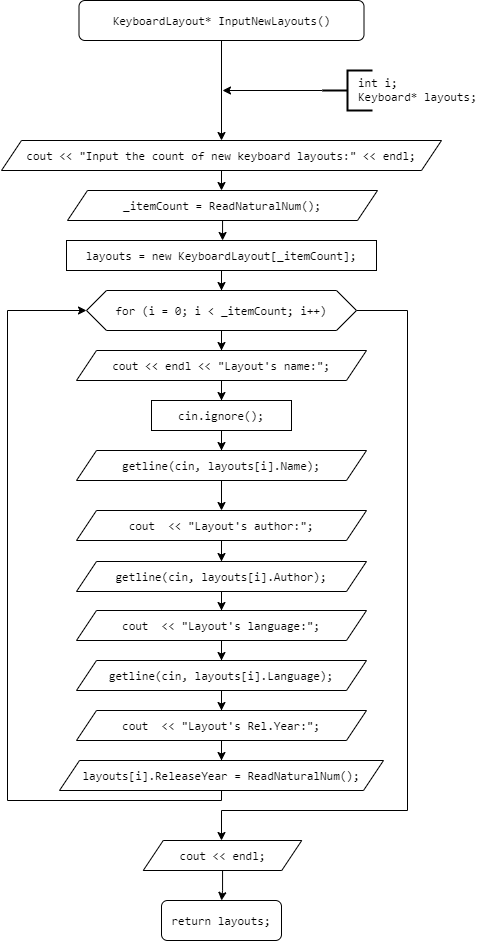 KeyboardLayout* InputNewLayouts()
int i;
Keyboard* layouts;
cout << "Input the count of new keyboard layouts:" << endl;
_itemCount = ReadNaturalNum();
layouts = new KeyboardLayout[_itemCount];
for (i = 0; i < _itemCount; i++)
cout << endl << "Layout's name:";
cin.ignore();
getline(cin, layouts[i].Name);
cout  << "Layout's author:";
getline(cin, layouts[i].Author);
cout  << "Layout's language:";
getline(cin, layouts[i].Language);
cout  << "Layout's Rel.Year:";
layouts[i].ReleaseYear = ReadNaturalNum();
cout << endl;
return layouts;